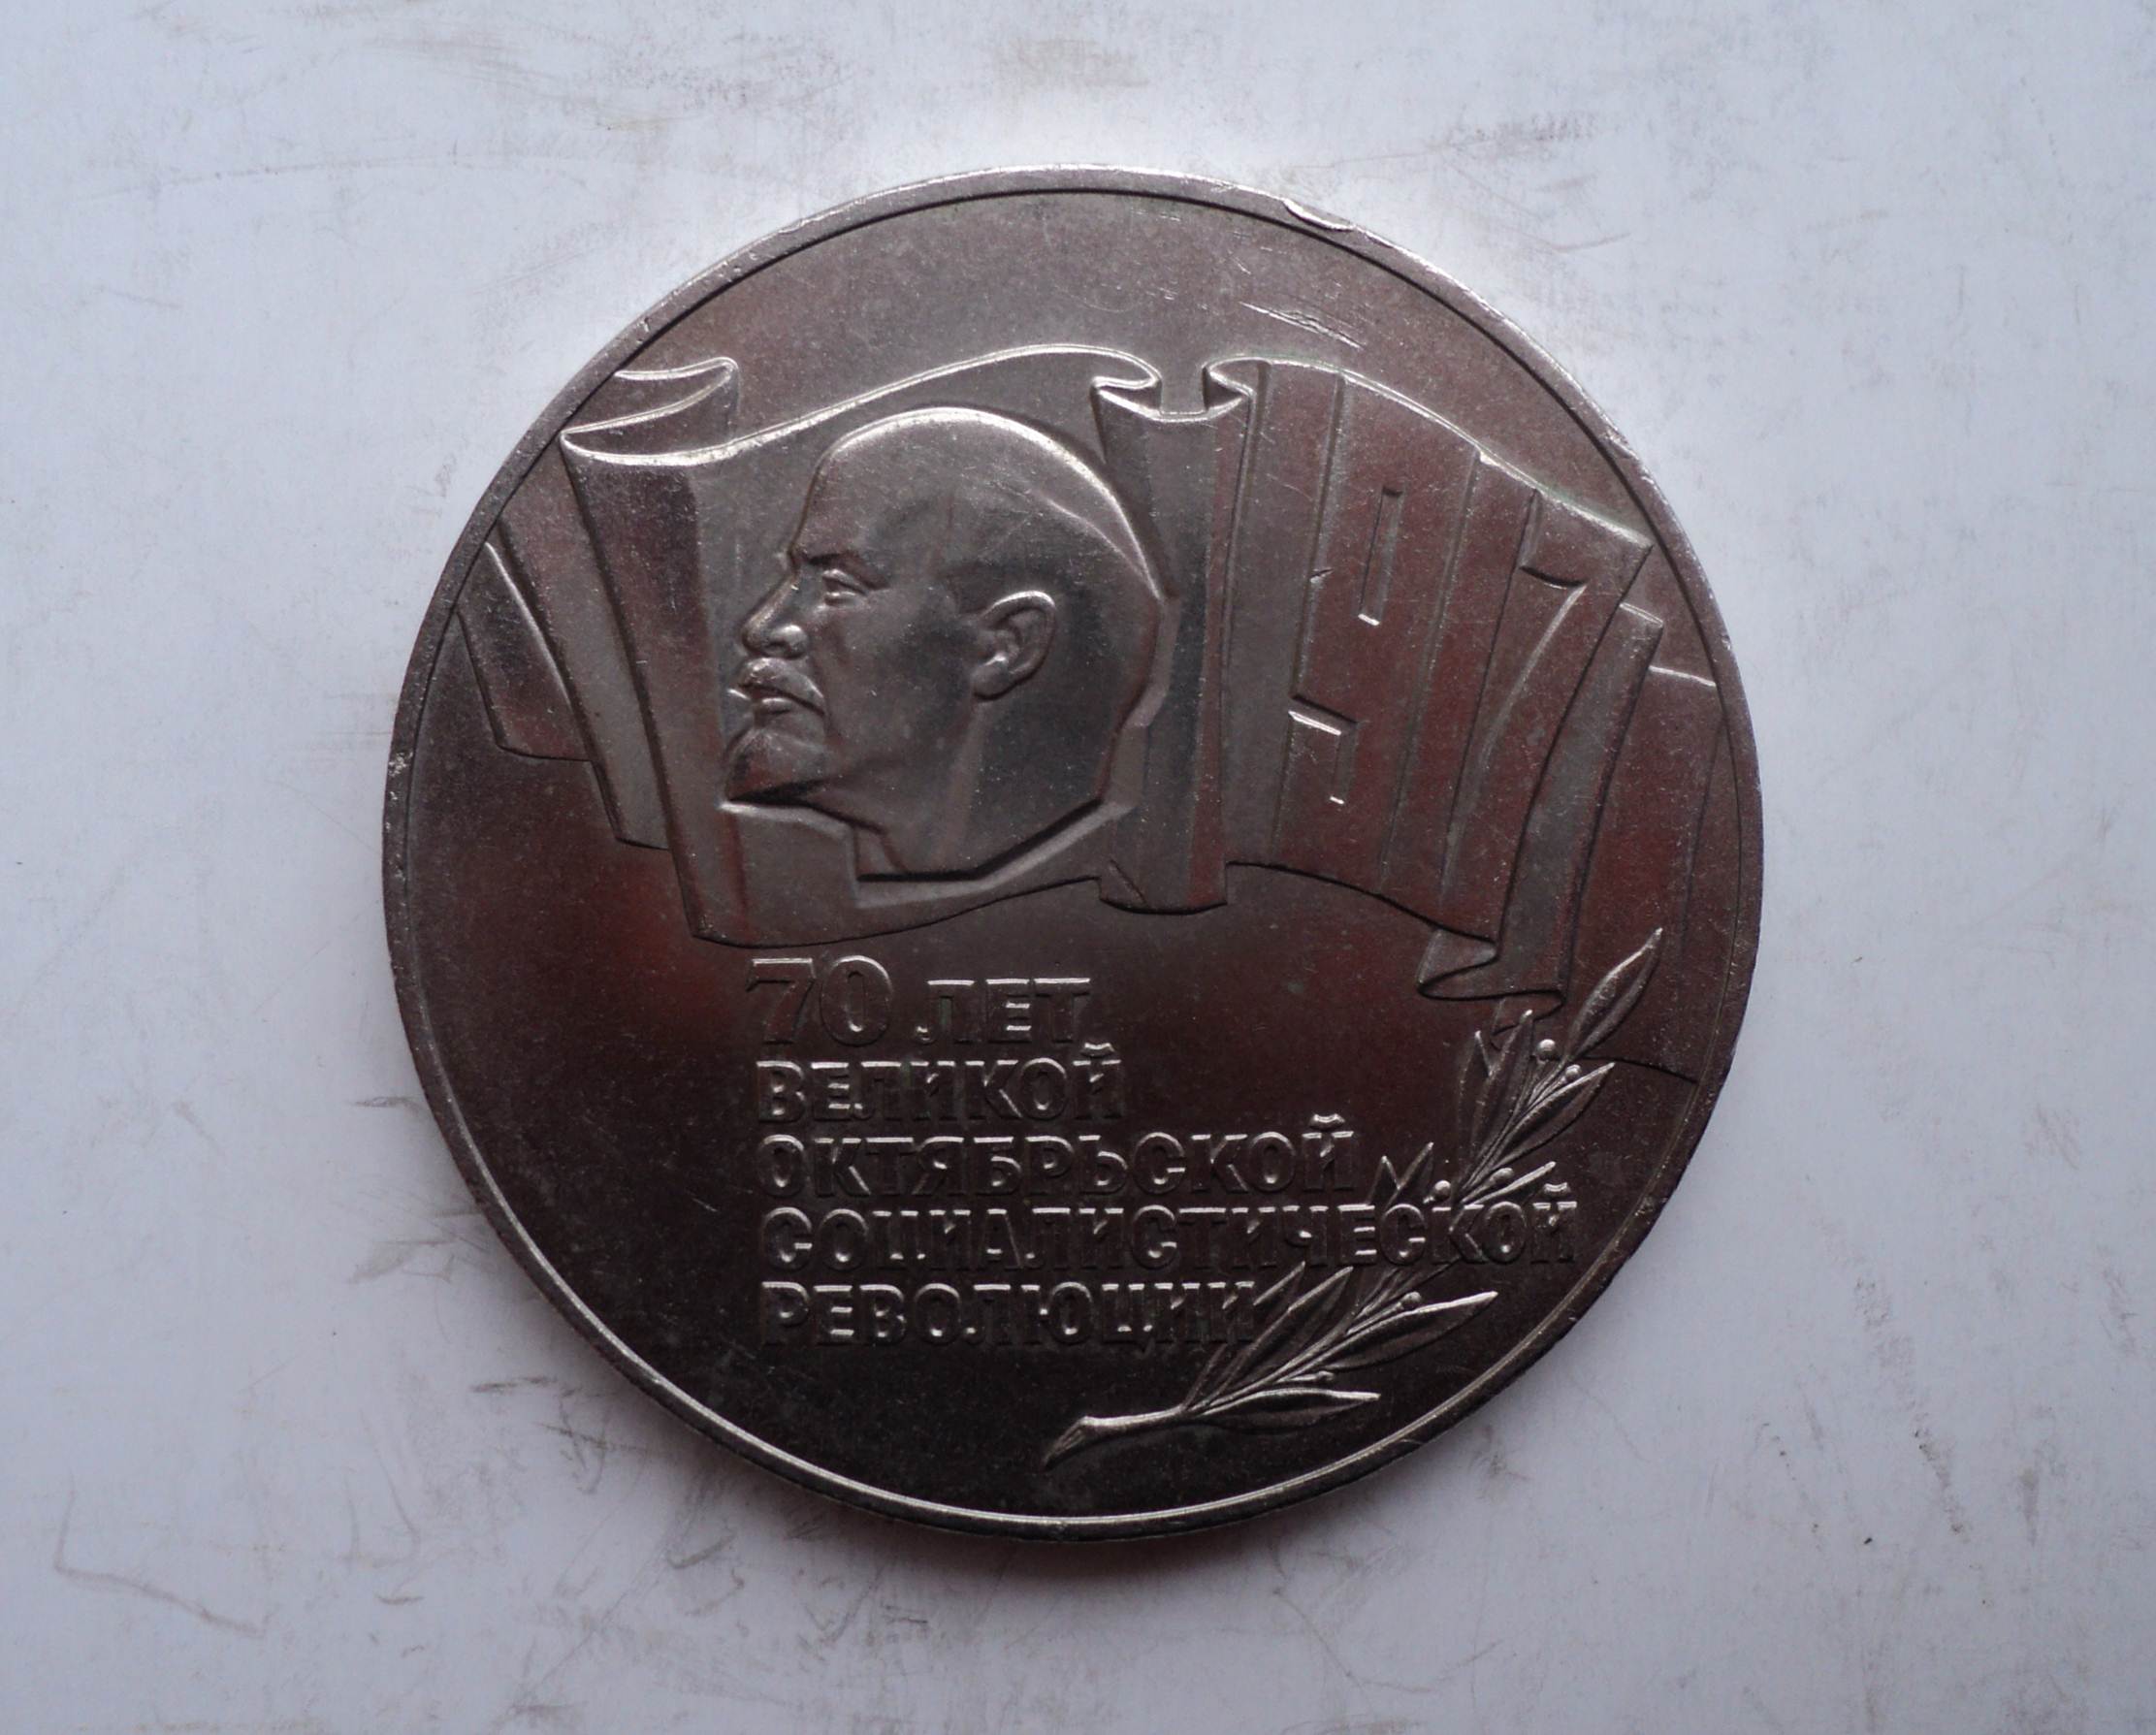 1917
70 ЛЕТ
ВЕЛИКОЙ
ОКТЯБРЬСКОЙ
СОЦИАЛИСТИЧЕСКОЙ
РЕВОЛЮЦИИ